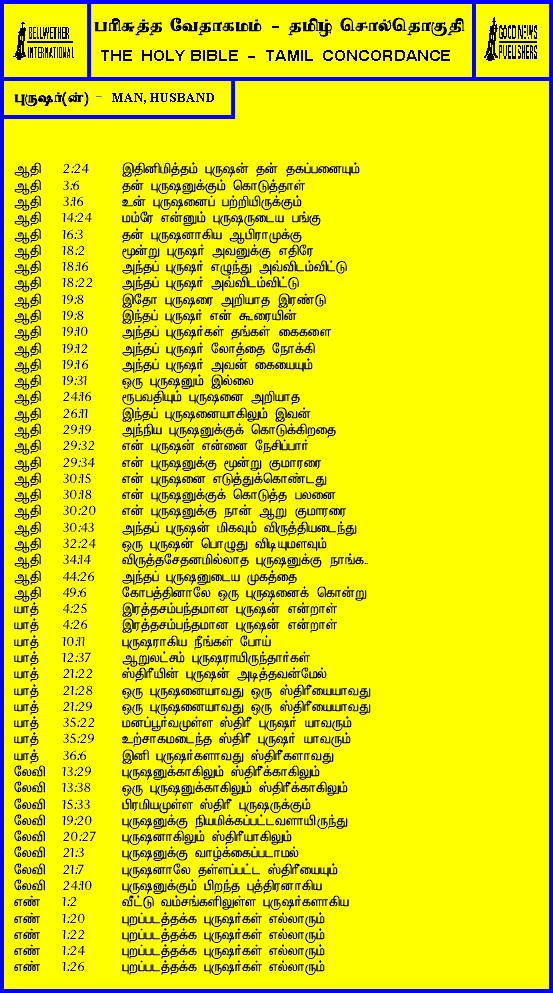 BELLWETHER
INTERNATIONAL
பரிசுத்த வேதாகமம் - தமிழ் சொல்தொகுதி
THE HOLY BIBLE - TAMIL CONCORDANCE
GOOD NEWS
PUBLISHERS
புருஷர்(ன்) - MAN, HUSBAND
ஆதி 2:24 இதினிமித்தம் புருஷன் தன் தகப்பனையும்
ஆதி 3:6 தன் புருஷனுக்கும் கொடுத்தாள்
ஆதி 3:16 உன் புருஷனைப் பற்றியிருக்கும்
ஆதி 14:24 மம்ரே என்னும் புருஷருடைய பங்கு
ஆதி 16:3 தன் புருஷனாகிய ஆபிராமுக்கு
ஆதி 18:2 மூன்று புருஷர் அவனுக்கு எதிரே
ஆதி 18:16 அந்தப் புருஷர் எழுந்து அவ்விடம்விட்டு
ஆதி 18:22 அந்தப் புருஷர் அவ்விடம்விட்டு
ஆதி 19:8 இதோ புருஷரை அறியாத இரண்டு
ஆதி 19:8 இந்தப் புருஷர் என் கூரையின்
ஆதி 19:10 அந்தப் புருஷர்கள் தங்கள் கைகளை
ஆதி 19:12 அந்தப் புருஷர் லோத்தை நோக்கி
ஆதி 19:16 அந்தப் புருஷர் அவன் கையையும்
ஆதி 19:31 ஒரு புருஷனும் இல்லை
ஆதி 24:16 ரூபவதியும் புருஷனை அறியாத
ஆதி 26:11 இந்தப் புருஷனையாகிலும் இவன்
ஆதி 29:19 அந்நிய புருஷனுக்குக் கொடுக்கிறதை
ஆதி 29:32 என் புருஷன் என்னை நேசிப்பார்
ஆதி 29:34 என் புருஷனுக்கு மூன்று குமாரரை
ஆதி 30:15 என் புருஷனை எடுத்துக்கொண்டது
ஆதி 30:18 என் புருஷனுக்குக் கொடுத்த பலனை
ஆதி 30:20 என் புருஷனுக்கு நான் ஆறு குமாரரை
ஆதி 30:43 அந்தப் புருஷன் மிகவும் விருத்தியடைந்து
ஆதி 32:24 ஒரு புருஷன் பொழுது விடியுமளவும்
ஆதி 34:14 விருத்தசேதனமில்லாத புருஷனுக்கு நாங்க..
ஆதி 44:26 அந்தப் புருஷனுடைய முகத்தை
ஆதி 49:6 கோபத்தினாலே ஒரு புருஷனைக் கொன்று
யாத் 4:25 இரத்தசம்பந்தமான புருஷன் என்றாள்
யாத் 4:26 இரத்தசம்பந்தமான புருஷன் என்றாள்
யாத் 10:11 புருஷராகிய நீங்கள் போய்
யாத் 12:37 ஆறுலட்சம் புருஷராயிருந்தார்கள்
யாத் 21:22 ஸ்திரீயின் புருஷன் அடித்தவன்மேல்
யாத் 21:28 ஒரு புருஷனையாவது ஒரு ஸ்திரீயையாவது
யாத் 21:29 ஒரு புருஷனையாவது ஒரு ஸ்திரீயையாவது
யாத் 35:22 மனப்பூர்வமுள்ள ஸ்திரீ புருஷர் யாவரும்
யாத் 35:29 உற்சாகமடைந்த ஸ்திரீ புருஷர் யாவரும்
யாத் 36:6 இனி புருஷர்களாவது ஸ்திரீகளாவது
லேவி 13:29 புருஷனுக்காகிலும் ஸ்திரீக்காகிலும்
லேவி 13:38 ஒரு புருஷனுக்காகிலும் ஸ்திரீக்காகிலும்
லேவி 15:33 பிரமியமுள்ள ஸ்திரீ புருஷருக்கும்
லேவி 19:20 புருஷனுக்கு நியமிக்கப்பட்டவளாயிருந்து
லேவி 20:27 புருஷனாகிலும் ஸ்திரீயாகிலும்
லேவி 21:3 புருஷனுக்கு வாழ்க்கைப்படாமல்
லேவி 21:7 புருஷனாலே தள்ளப்பட்ட ஸ்திரீயையும்
லேவி 24:10 புருஷனுக்கும் பிறந்த புத்திரனாகிய
எண் 1:2 வீட்டு வம்சங்களிலுள்ள புருஷர்களாகிய
எண் 1:20 புறப்படத்தக்க புருஷர்கள் எல்லாரும்
எண் 1:22 புறப்படத்தக்க புருஷர்கள் எல்லாரும்
எண் 1:24 புறப்படத்தக்க புருஷர்கள் எல்லாரும்
எண் 1:26 புறப்படத்தக்க புருஷர்கள் எல்லாரும்